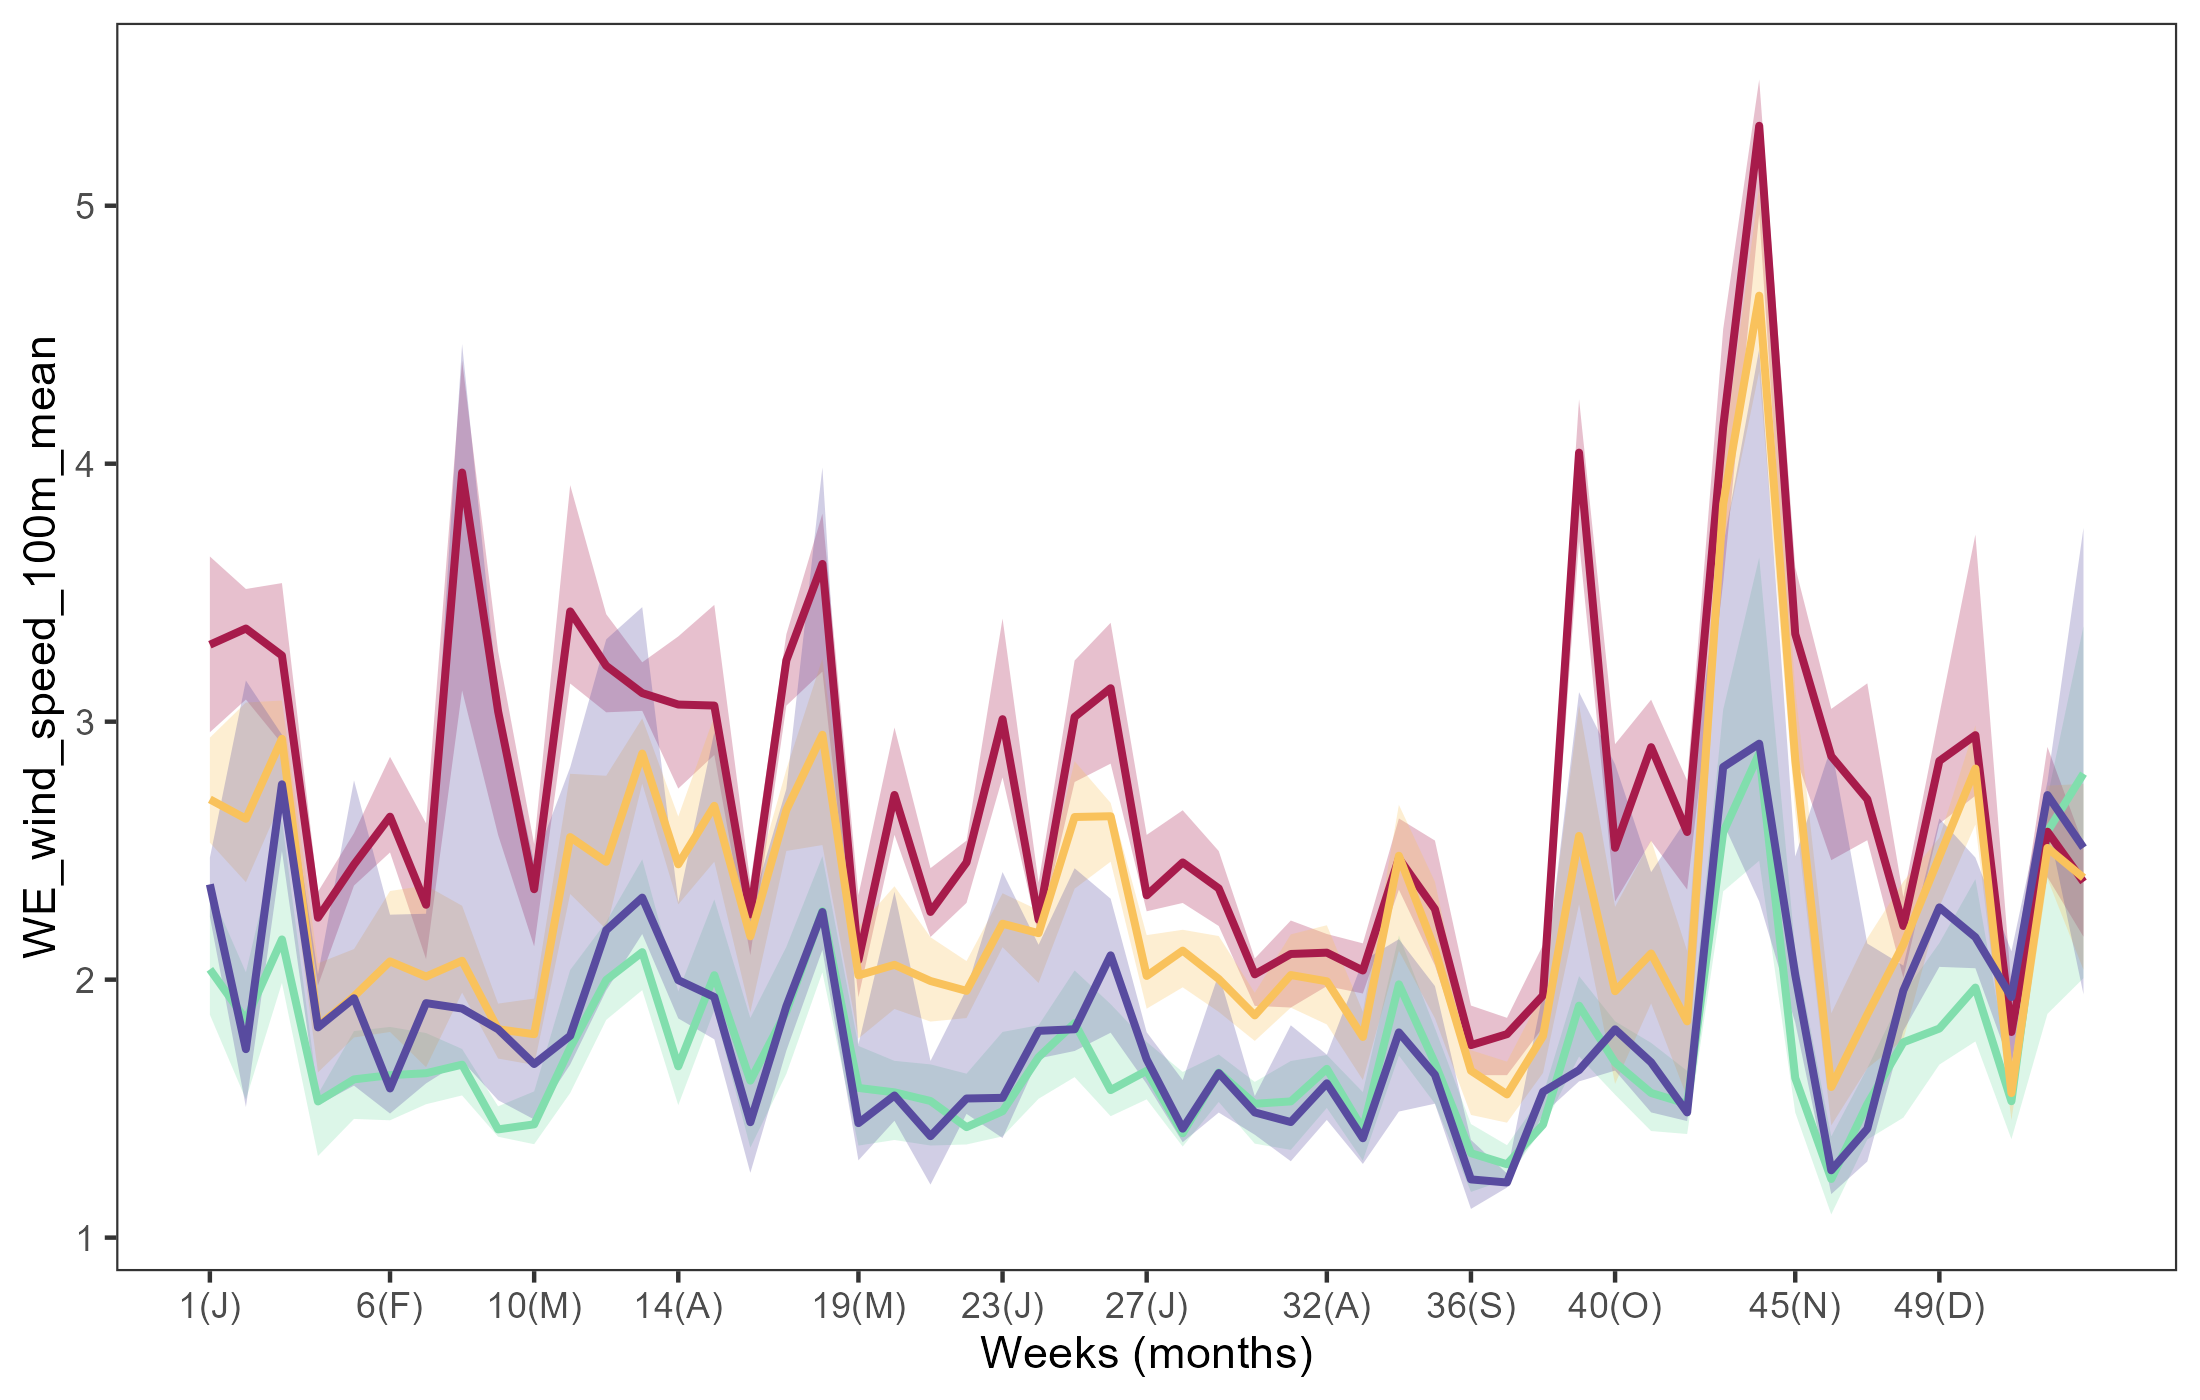 WE_wind_speed_100m_mean
5
4
3
2
1
1(J) 6(F) 10(M) 14(A) 19(M) 23(J) 27(J) 32(A) 36(S) 40(O) 45(N) 49(D)
Weeks (months)